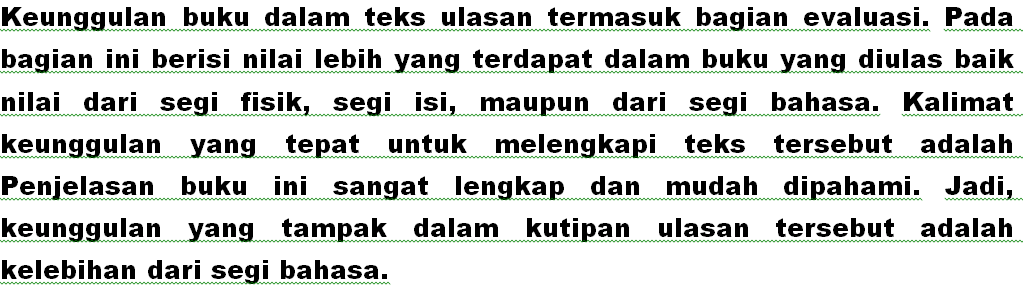 Keunggulan buku dalam teks ulasan termasuk bagian evaluasi. Pada
bagian ini berisi nilai lebih yang terdapat dalam buku yang diulas baik
nilai dari segi fisik, segi isi, maupun dari segi bahasa. Kalimat
keunggulan yang tepat untuk melengkapi teks tersebut adalah
Penjelasan buku ini sangat lengkap dan mudah dipahami. Jadi,
keunggulan yang tampak dalam kutipan ulasan tersebut adalah
kelebihan dari segi bahasa.